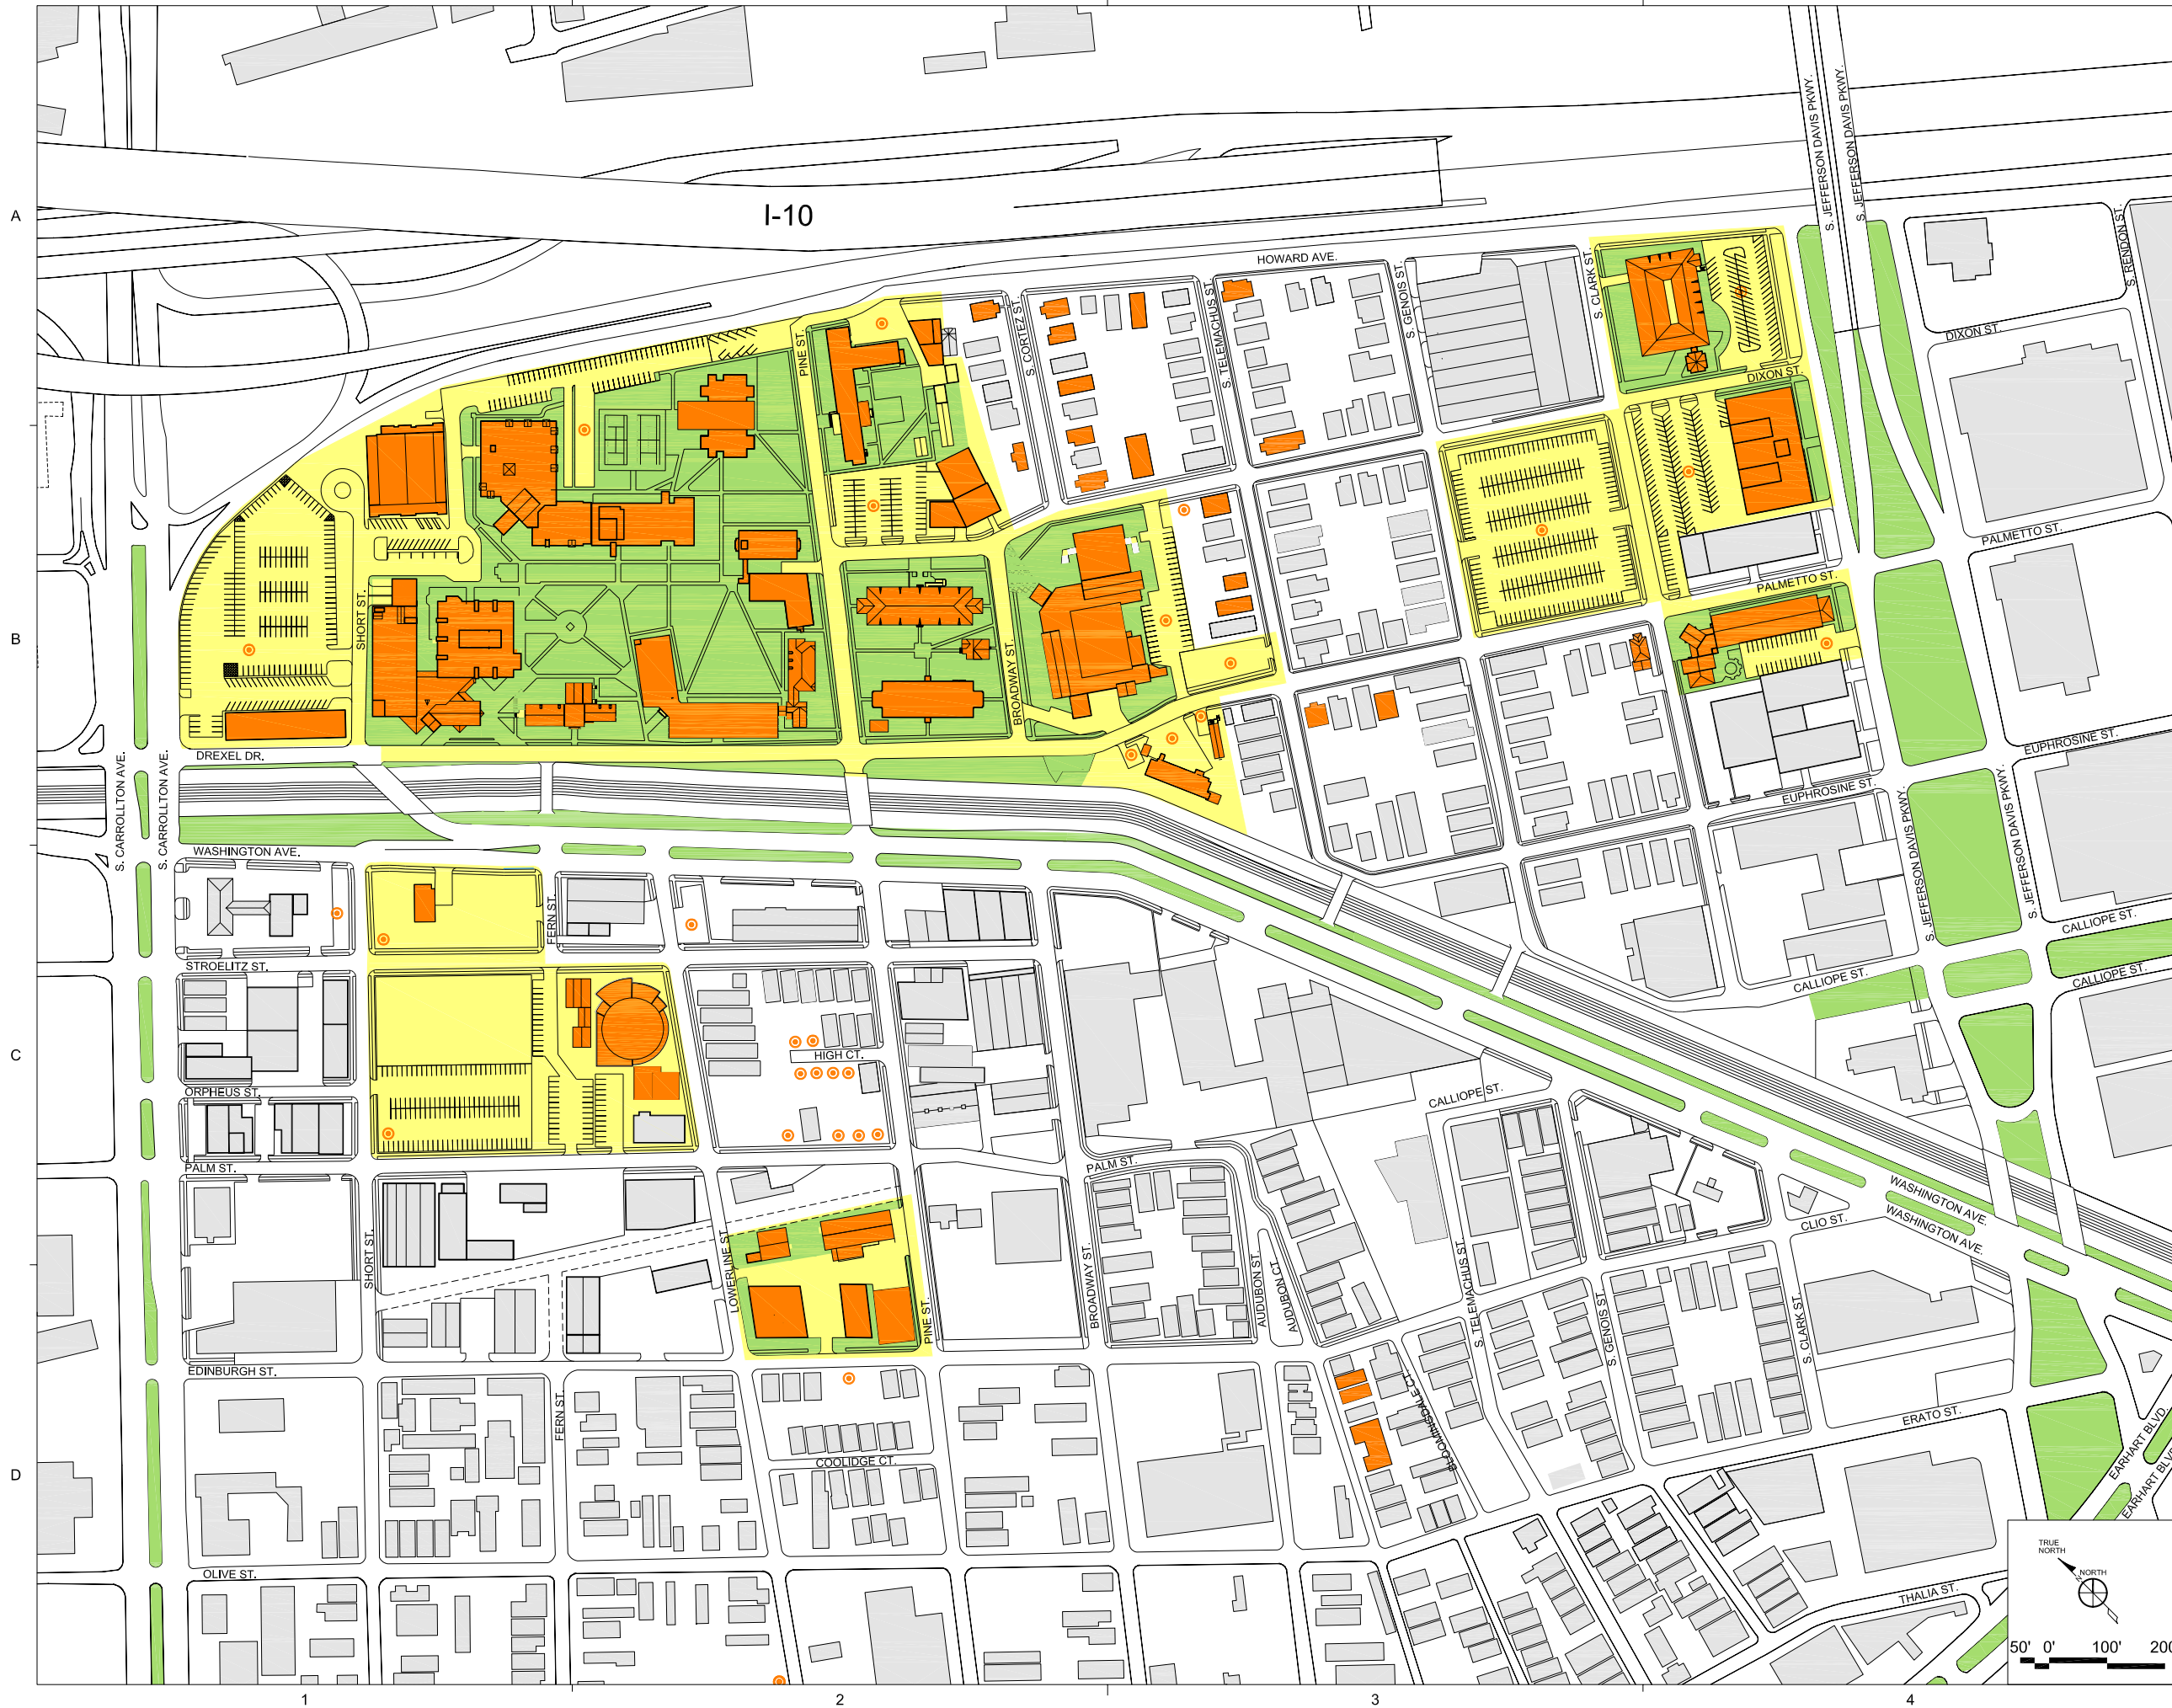 S. JEFFERSON DAVIS PKWY.
S. JEFFERSON DAVIS PKWY.
A
I-10
S. RENDON ST.
HOWARD AVE.
S. CLARK ST.
S. GENOIS ST.
S. TELEMACHUS ST.
S. CORTEZ ST.
PINE ST.
DIXON ST.
DIXON ST.
PALMETTO ST.
PALMETTO ST.
SHORT ST.
B
BROADWAY ST.
DREXEL DR.
EUPHROSINE ST.
EUPHROSINE ST.
S. CARROLLTON AVE.
S. CARROLLTON AVE.
S. JEFFERSON DAVIS PKWY.
S. JEFFERSON DAVIS PKWY.
WASHINGTON AVE.
FERN ST.
CALLIOPE ST.
STROELITZ ST.
CALLIOPE ST.
CALLIOPE ST.
C
HIGH CT.
ORPHEUS ST.
CALLIOPE ST.
PALM ST.
PALM ST.
WASHINGTON AVE.
WASHINGTON AVE.
CLIO ST.
SHORT ST.
LOWERLINE ST.
PINE ST.
BROADWAY ST.
AUDUBON ST.
AUDUBON CT.
S. TELEMACHUS ST.
S. GENOIS ST.
S. CLARK ST.
EDINBURGH ST.
FERN ST.
BLOOMINGSDALE CT.
ERATO ST.
COOLIDGE CT.
D
EARHART BLVD.
EARHART BLV
OLIVE ST.
THALIA ST.
TRUE
NORTH
NORTH
N
50' 0' 100' 200
1 2 3 4